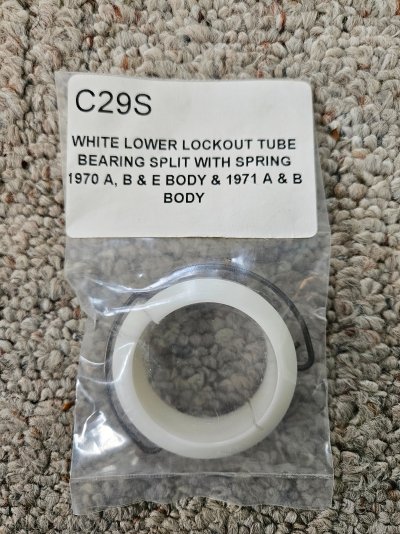 C29S
WHITE LOWER LOCKOUT TUBE
BEARING SPLIT WITH SPRING
1970 A, B & E BODY & 1971 A & B
BODY